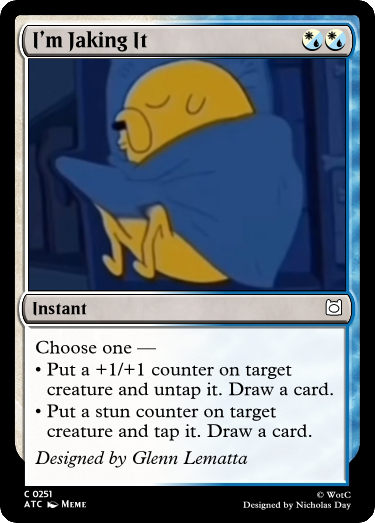 I'm Jaking It
Instant
Choose one —
• Put a +1/+1 counter on target
creature and untap it. Draw a card.
• Put a stun counter on target
creature and tap it. Draw a card.
Designed by Glenn Lematta
C 0251
ATC Meme
© WotC
Designed by Nicholas Day